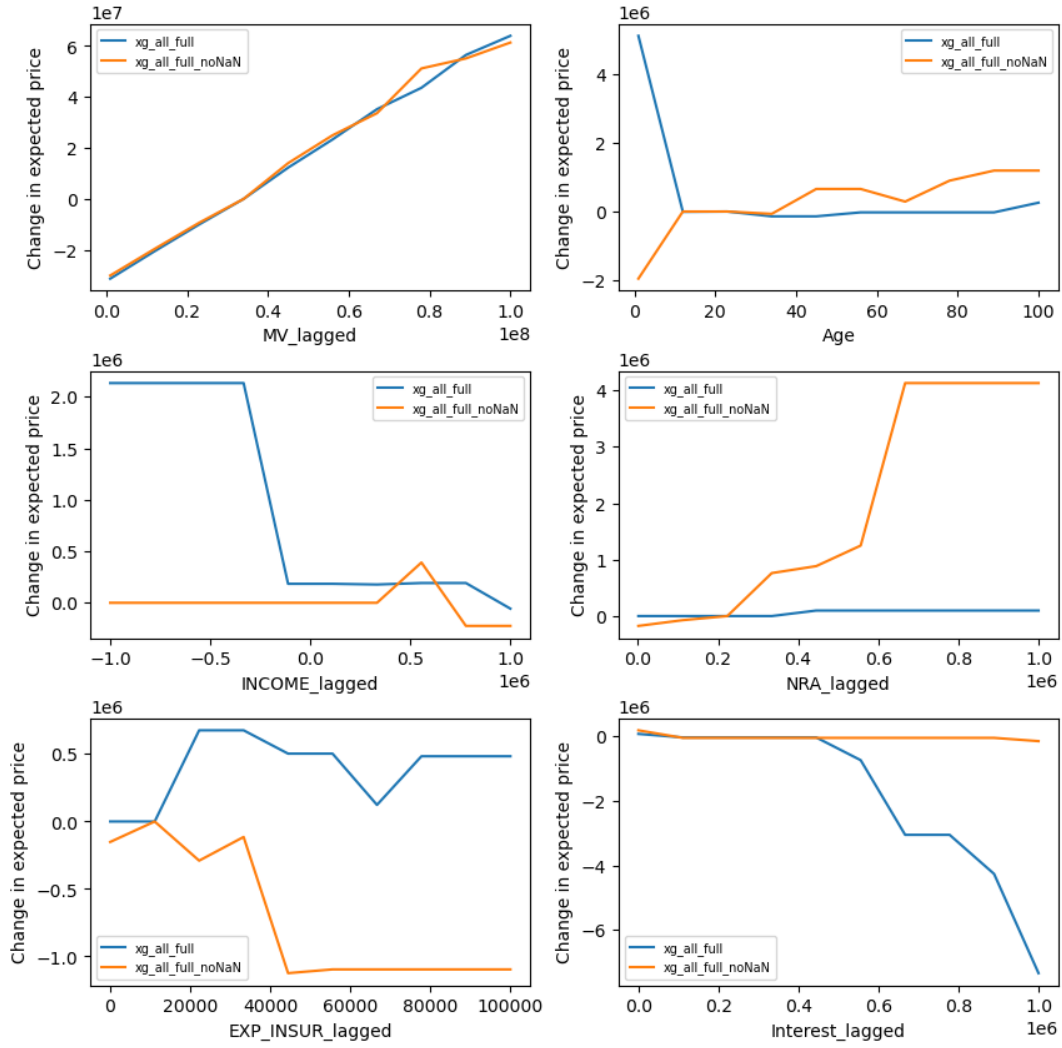 1e7
Change in expected price
6
4
2
0
−2
xg_all_full
xg_all_full_noNaN
0.0 0.2 0.4 0.6 0.8 1.0
1e8
MV_lagged
1e6
Change in expected price
4
2
0
−2
xg_all_full
xg_all_full_noNaN
0 20 40 60 80 100
Age
1e6
Change in expected price
2.0
1.5
1.0
0.5
0.0
xg_all_full
xg_all_full_noNaN
−1.0 −0.5 0.0 0.5 1.0
1e6
INCOME_lagged
1e6
Change in expected price
4
3
2
1
0
xg_all_full
xg_all_full_noNaN
0.0 0.2 0.4 0.6 0.8 1.0
1e6
NRA_lagged
1e6
Change in expected price
0.5
0.0
−0.5
−1.0
xg_all_full
xg_all_full_noNaN
0 20000 40000 60000 80000 100000
EXP_INSUR_lagged
1e6
Change in expected price
0
−2
−4
−6
xg_all_full
xg_all_full_noNaN
0.0 0.2 0.4 0.6 0.8 1.0
1e6
Interest_lagged